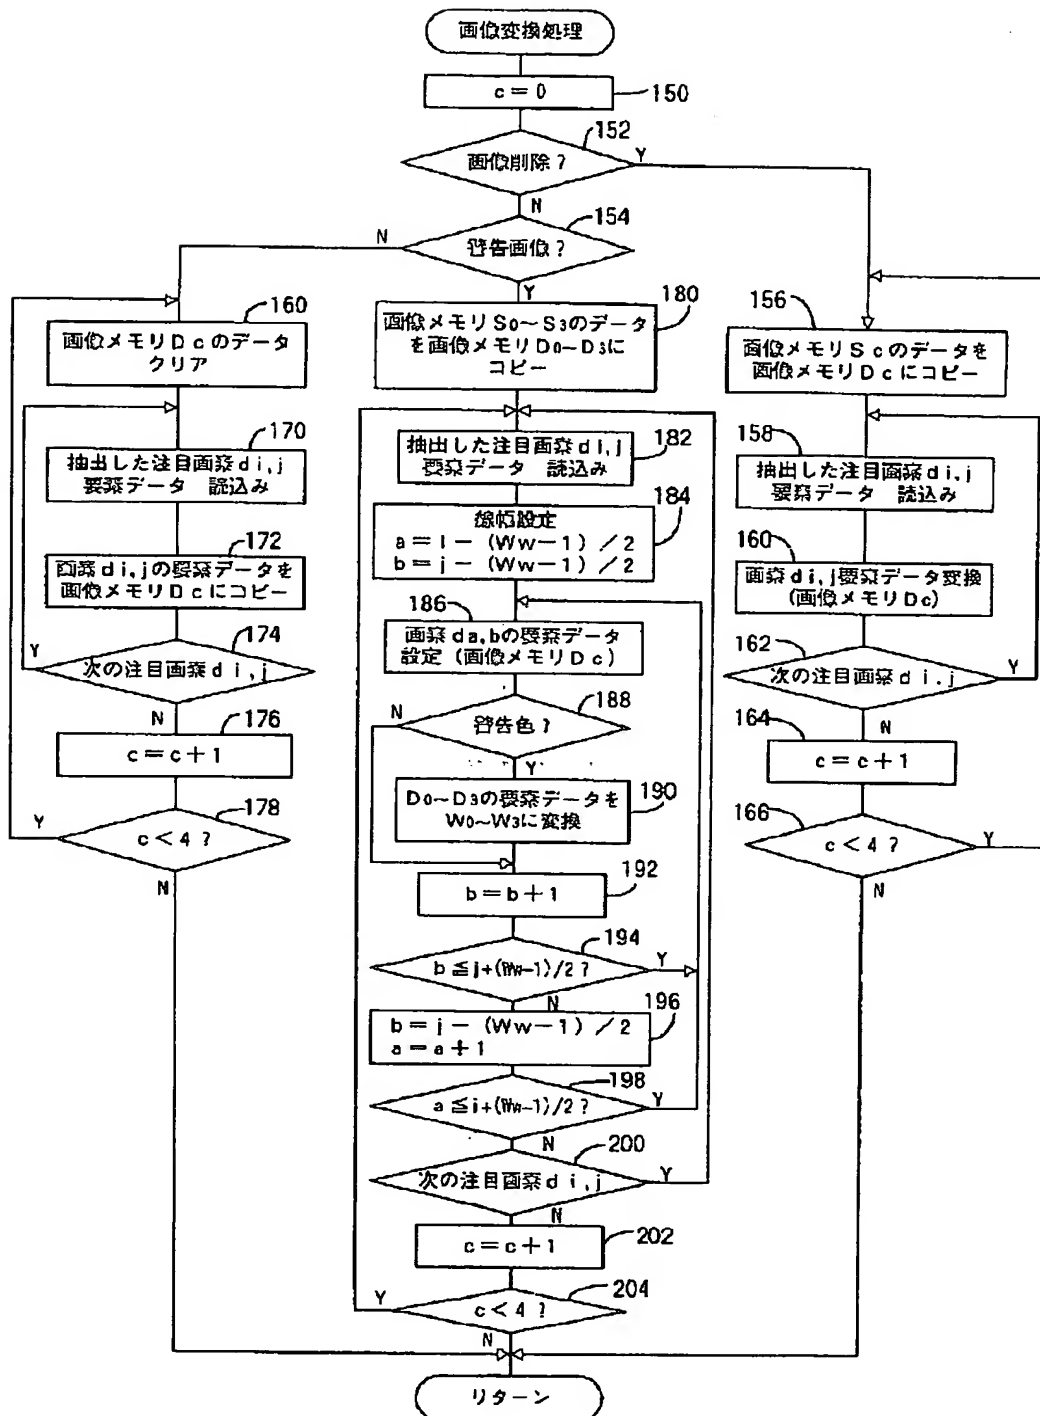 画像変換処理
c=0
150
152
画像削除?
Y
N
154
警告画像?
N
Y
160
画像メモリDcのデータ
クリア
170
抽出した注目画素di,j
要素データ 読込み
172
画素di,jの要素データを
画像メモリDcにコピー
174
次の注目画素di,j
Y
N
176
c=c+1
178
c<4?
Y
N
180
画像メモリS0~S3のデータ
を画像メモリD0~D3に
コピー
182
抽出した注目画素di,j
要素データ 読込み
184
線幅設定
a=i-(Ww-1)/2
b=j-(Ww-1)/2
186
画素da,bの要素データ
設定(画像メモリDc)
188
警告色?
N
Y
190
D0~D3の要素データを
W0~W3に変換
192
b=b+1
194
b≦j+(Ww-1)/2?
Y
N
196
b=j-(Ww-1)/2
a=a+1
198
a≦i+(Ww-1)/2?
Y
N
200
次の注目画素di,j
Y
N
202
c=c+1
204
c<4?
Y
N
156
画像メモリScのデータを
画像メモリDcにコピー
158
抽出した注目画素di,j
要素データ 読込み
160
画素di,j要素データ変換
(画像メモリDc)
162
次の注目画素di.j
Y
N
164
c=c+1
166
c<4?
Y
N
リターン